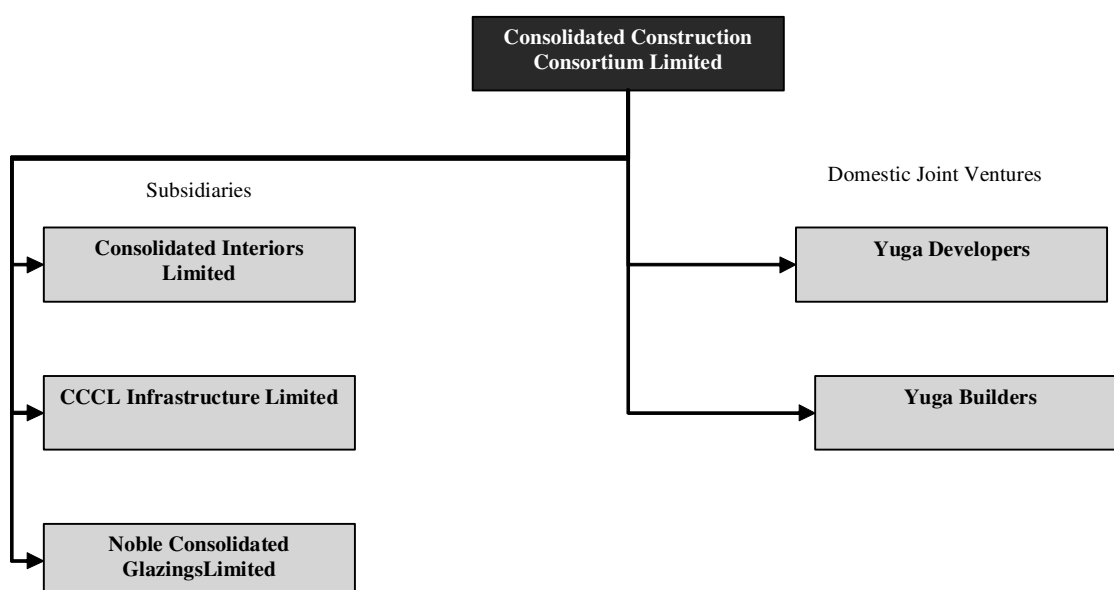 Consolidated Construction
Consortium Limited
Domestic Joint Ventures
Subsidiaries
Consolidated Interiors
Limited
Yuga Developers
CCCL Infrastructure Limited
Yuga Builders
Noble Consolidated
GlazingsLimited